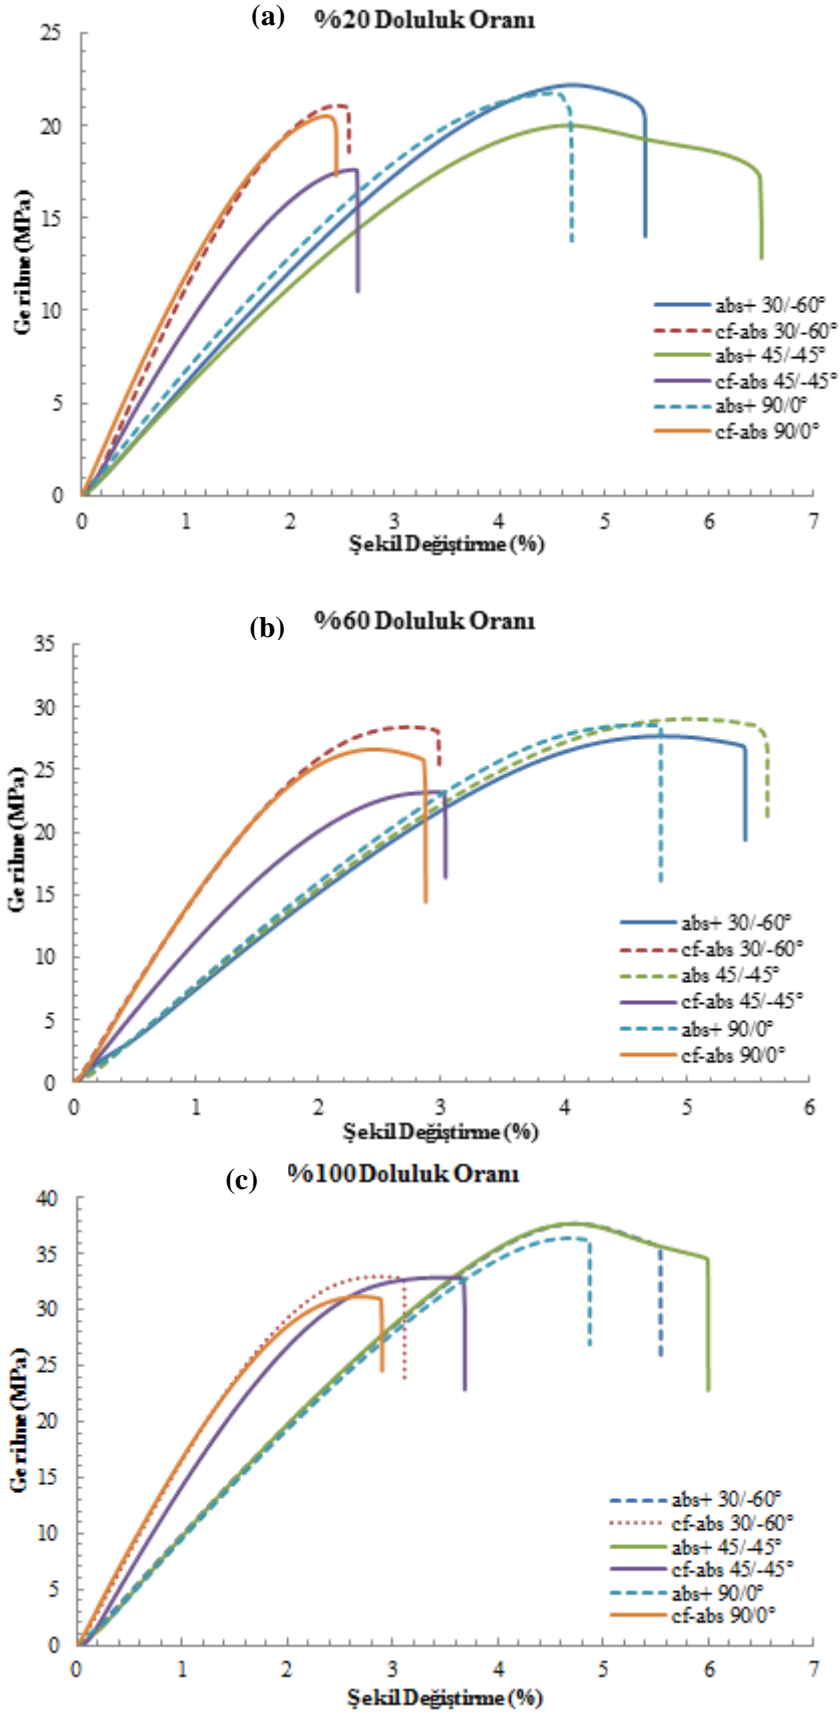 (a) %20 Doluluk Oranı
25
20
15
10
5
0
Gerilme (MPa)
abs+ 30/-60°
cf-abs 30/-60°
abs+ 45/-45°
cf-abs 45/-45°
abs+ 90/0°
cf-abs 90/0°
0 1 2 3 4 5 6 7
Şekil Değiştirme (%)
(b) %60 Doluluk Oranı
35
30
25
20
15
10
5
0
Gerilme (MPa)
abs+ 30/-60°
cf-abs 30/-60°
abs 45/-45°
cf-abs 45/-45°
abs+ 90/0°
cf-abs 90/0°
0 1 2 3 4 5 6
Şekil Değiştirme (%)
(c) %100 Doluluk Oranı
40
35
30
25
20
15
10
5
0
Gerilme (MPa)
abs+ 30/-60°
cf-abs 30/-60°
abs+ 45/-45°
cf-abs 45/-45°
abs+ 90/0°
cf-abs 90/0°
0 1 2 3 4 5 6 7
Şekil Değiştirme (%)